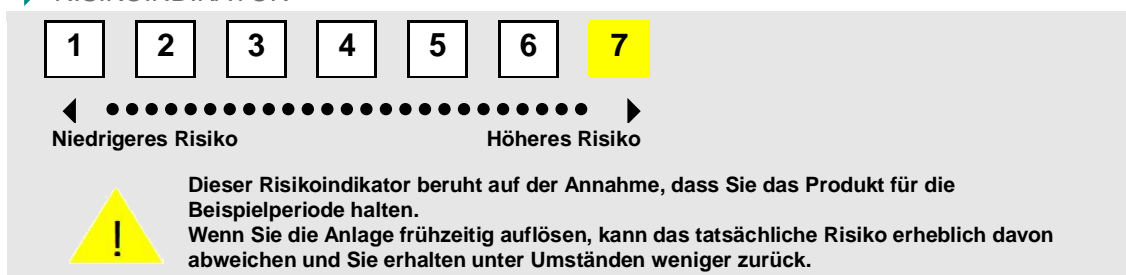 RISIKOINDIKATOR
1 2 3 4 5 6 7
Niedrigeres Risiko Höheres Risiko
Dieser Risikoindikator beruht auf der Annahme, dass Sie das Produkt für die
Beispielperiode halten.
! Wenn Sie die Anlage frühzeitig auflösen, kann das tatsächliche Risiko erheblich davon
abweichen und Sie erhalten unter Umständen weniger zurück.